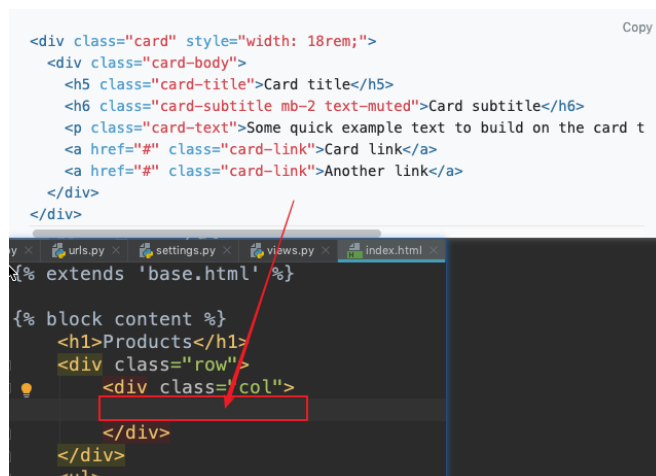 Copy
<div class="card" style="width: 18rem;">
<div class="card-body">
<h5 class="card-title">Card title</h5>
<h6 class="card-subtitle mb-2 text-muted">Card subtitle</h6>
<p class="card-text">Some quick example text to build on the card t
<a href="#" class="card-link">Card link</a>
<a href="#" class="card-link">Another link</a>
</div>
</div>
y urls.py settings.py views.py index.html
{% extends 'base.html' %}
{% block content %}
<h1>Products</h1>
<div class="row">
<div class="col">
</div>
</div>
<ul>